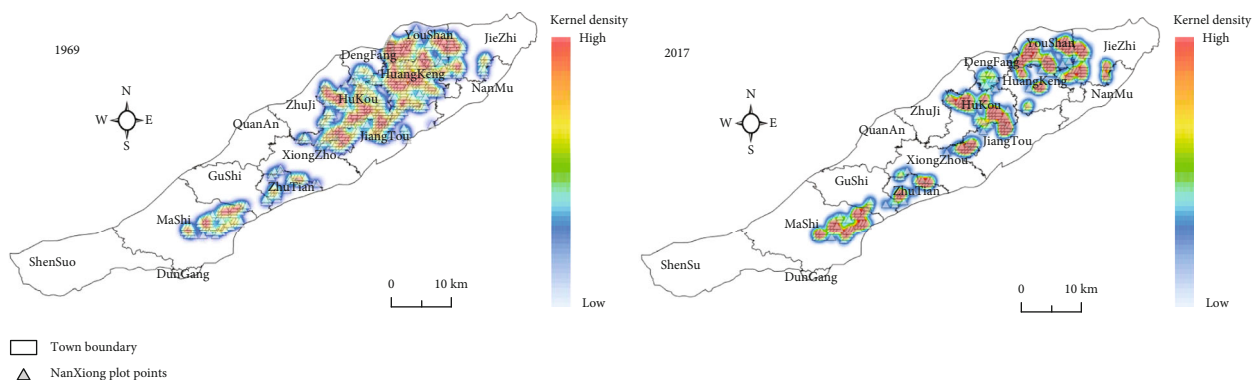 1969
N
W
E
S
YouShan
JieZhi
DengFang
HuangKeng
NanMu
ZhuJi
HuKou
QuanAn
JiangTou
XiongZho
GuShi
ZhuTian
MaShi
ShenSuo
DunGang
0
10 km
Kernel density
High
Low
2017
N
W
E
S
YouShan
JieZhi
DengFang
HuangKeng
NanMu
ZhuJi
HuKou
QuanAn
JiangTou
XiongZhou
GuShi
ZhuTian
MaShi
ShenSu
DunGang
0
10 km
Kernel density
High
Low
Town boundary
NanXiong plot points